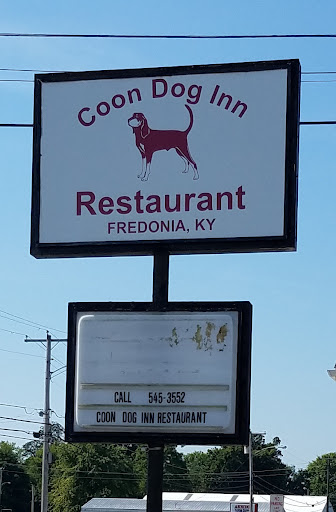 Coon Dog Inn
Restaurant
FREDONIA, KY
CALL 545-3552
COON DOG INN RESTAURANT